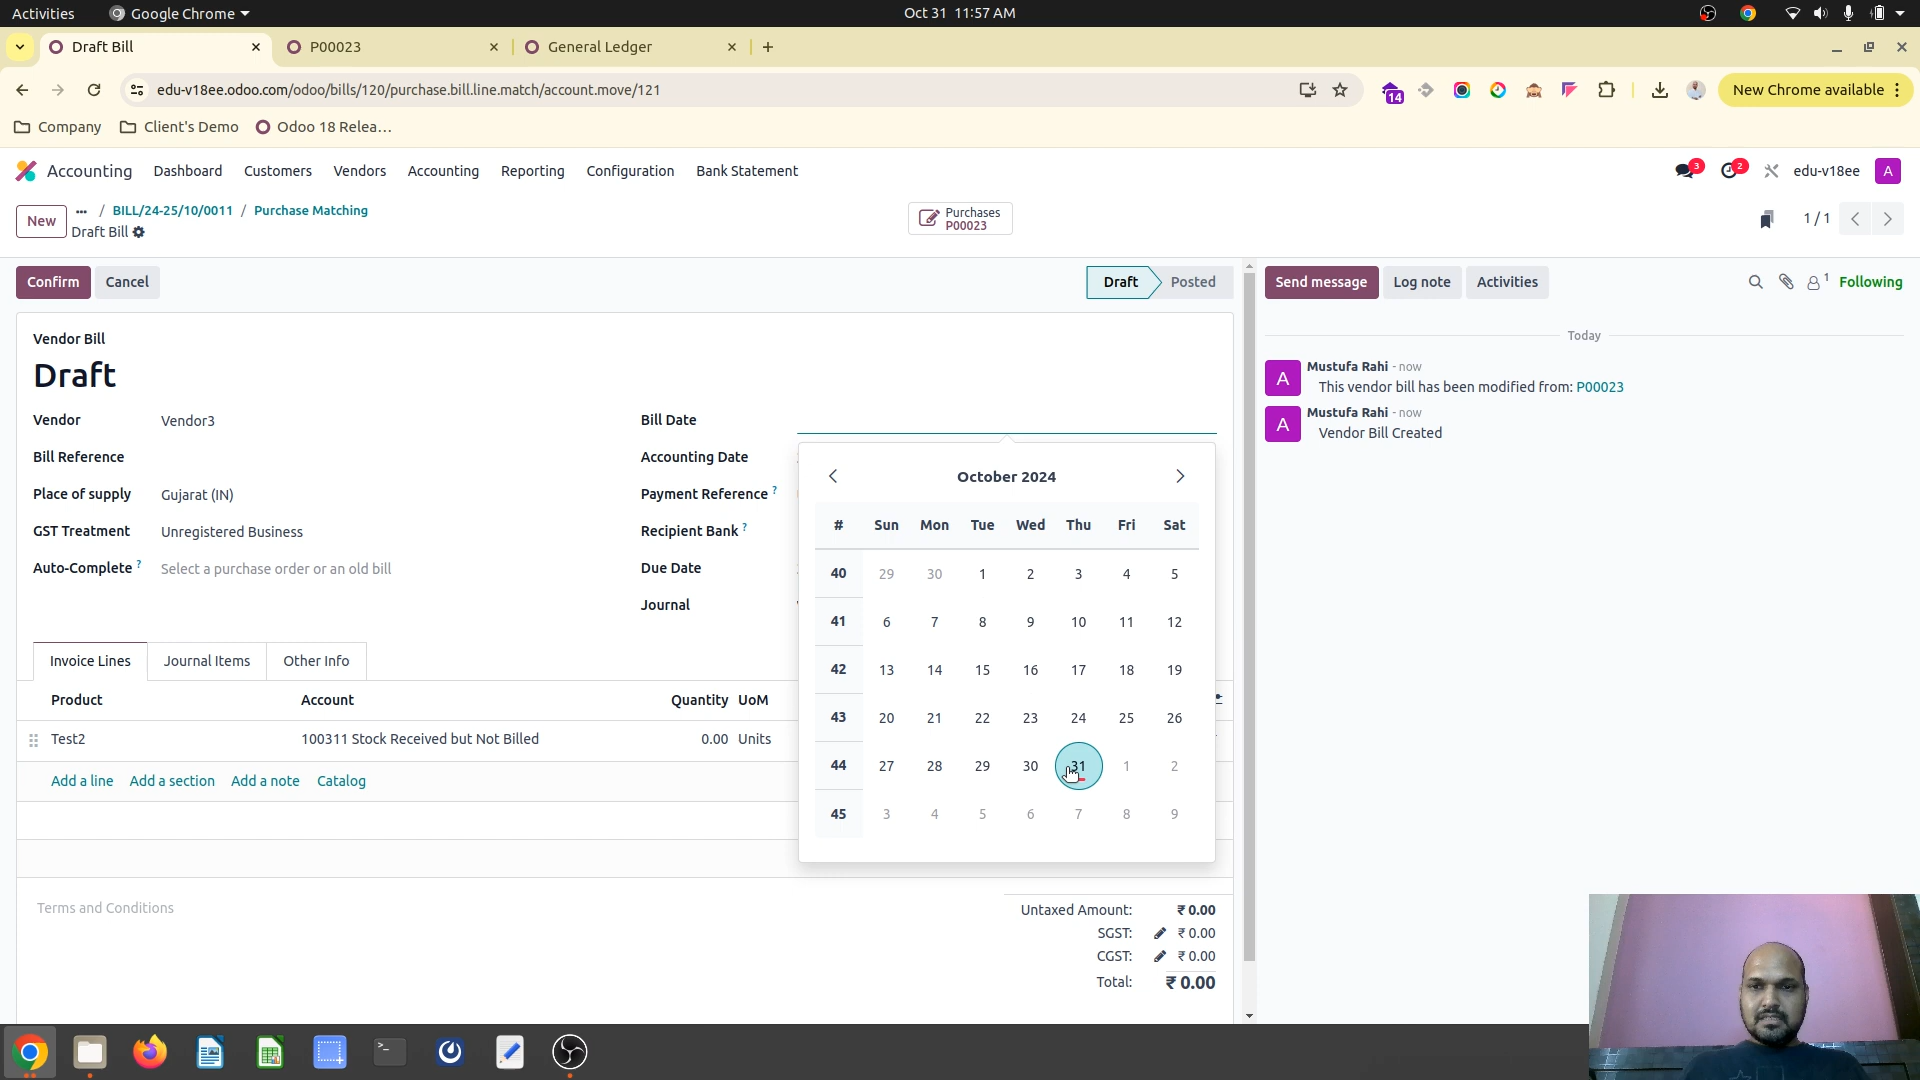 Activities
Google Chrome
Oct 31 11:57 AM
Draft Bill
P00023
General Ledger
edu-v18ee.odoo.com/odoo/bills/120/purchase.bill.line.match/account.move/121
14
New Chrome available
Company
Client's Demo
Odoo 18 Relea...
Accounting
Dashboard
Customers
Vendors
Accounting
Reporting
Configuration
Bank Statement
3
2
edu-v18ee
A
New
... / BILL/24-25/10/0011 / Purchase Matching
Draft Bill
Purchases
P00023
1 / 1
Confirm
Cancel
Draft
Posted
Send message
Log note
Activities
1
Following
Vendor Bill
Draft
Vendor
Vendor3
Bill Reference
Place of supply
Gujarat (IN)
GST Treatment
Unregistered Business
Auto-Complete ?
Select a purchase order or an old bill
Bill Date
Accounting Date
Payment Reference ?
Recipient Bank ?
Due Date
Journal
October 2024
# Sun Mon Tue Wed Thu Fri Sat
40 29 30 1 2 3 4 5
41 6 7 8 9 10 11 12
42 13 14 15 16 17 18 19
43 20 21 22 23 24 25 26
44 27 28 29 30 31 1 2
45 3 4 5 6 7 8 9
Invoice Lines
Journal Items
Other Info
Product
Account
Quantity
UoM
Test2
100311 Stock Received but Not Billed
0.00
Units
Add a line
Add a section
Add a note
Catalog
Terms and Conditions
Untaxed Amount: ₹ 0.00
SGST: ₹ 0.00
CGST: ₹ 0.00
Total: ₹ 0.00
Today
A
Mustufa Rahi - now
This vendor bill has been modified from: P00023
A
Mustufa Rahi - now
Vendor Bill Created